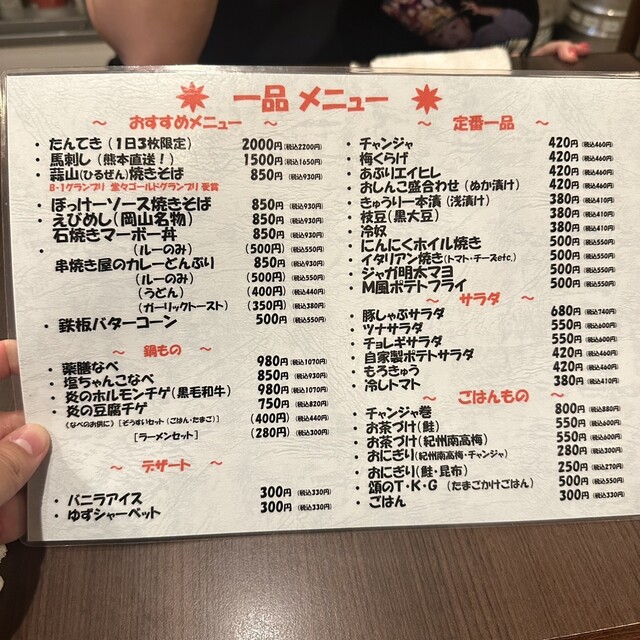 一品 メニュー
～ おすすめメニュー ～
・たんてき（1日3枚限定） 2000円(税込2200円)
・馬刺し（熊本直送！） 1500円(税込1650円)
・蒜山(ひるぜん)焼きそば 850円(税込930円)
B-1グランプリ 堂々ゴールドグランプリ 受賞
・ほっけーソース焼きそば 850円(税込930円)
・えびめし(岡山名物) 850円(税込930円)
石焼きマーボー丼 850円(税込930円)
・(ルーのみ) (500円)(税込550円)
串焼き屋のカレーどんぶり 850円(税込930円)
(ルーのみ) (500円)(税込550円)
(うどん) (400円)(税込440円)
(ガーリックトースト) (350円)(税込380円)
・鉄板バターコーン 500円(税込550円)
～ 鍋もの ～
・薬膳なべ 980円(税込1070円)
・塩ちゃんこなべ 850円(税込930円)
・炎のホルモンチゲ(黒毛和牛) 980円(税込1070円)
・炎の豆腐チゲ 750円(税込820円)
(なべのお供に)[ぞうすいセット(ごはん・たまご)] (400円)(税込440円)
[ラーメンセット] (280円)(税込300円)
～ デザート ～
・バニラアイス 300円(税込330円)
・ゆずシャーベット 300円(税込330円)
～ 定番一品 ～
・チャンジャ 420円(税込460円)
・梅くらげ 420円(税込460円)
・あぶりエイヒレ 420円(税込460円)
・おしんこ盛合わせ（ぬか漬け） 420円(税込460円)
・きゅうり一本漬（浅漬け） 380円(税込410円)
・枝豆(黒大豆) 380円(税込410円)
・冷奴 380円(税込410円)
・にんにくホイル焼き 500円(税込550円)
・イタリアン焼き(トマト・チーズetc.) 500円(税込550円)
・ジャガ明太マヨ 500円(税込550円)
・M風ポテトフライ 500円(税込550円)
～ サラダ ～
・豚しゃぶサラダ 680円(税込740円)
・ツナサラダ 550円(税込600円)
・チョレギサラダ 550円(税込600円)
・自家製ポテトサラダ 420円(税込460円)
・もろきゅう 420円(税込460円)
・冷しトマト 380円(税込410円)
～ ごはんもの ～
・チャンジャ巻 800円(税込880円)
・お茶づけ(鮭) 550円(税込600円)
・お茶づけ(紀州南高梅) 550円(税込600円)
・おにぎり(紀州南高梅・チャンジャ) 280円(税込300円)
・おにぎり(鮭・昆布) 250円(税込270円)
・頌のT・K・G（たまごかけごはん） 500円(税込550円)
・ごはん 300円(税込330円)